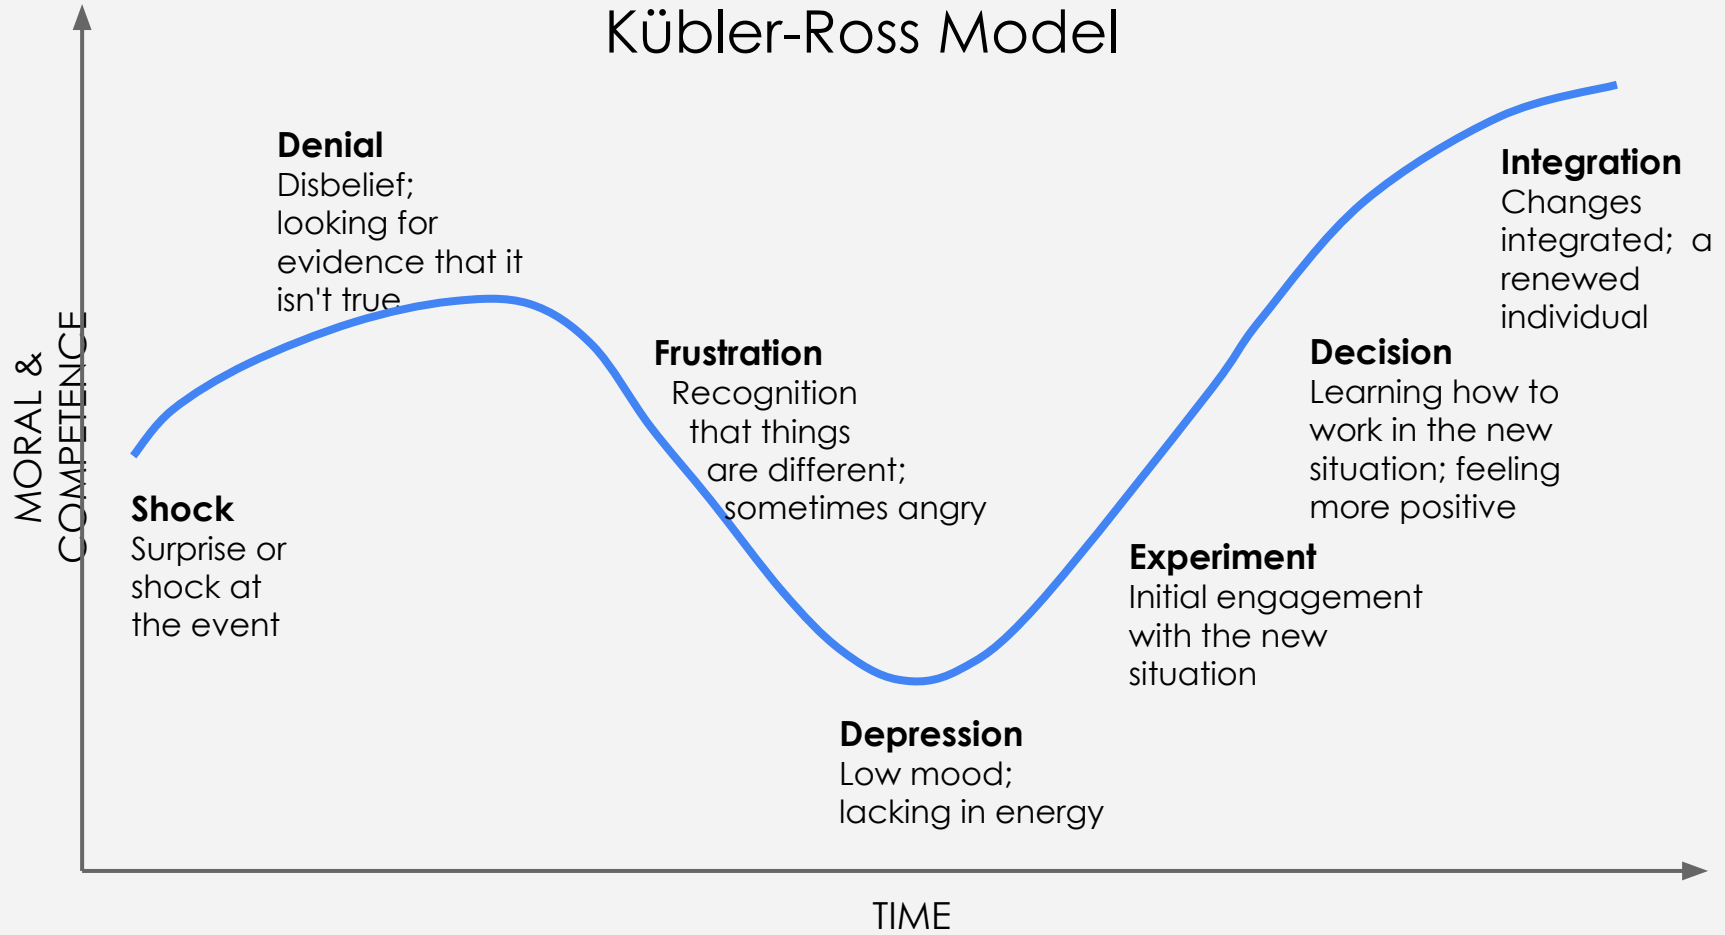 Kübler-Ross Model
Denial
Disbelief;
looking for
evidence that it
isn't true
Integration
Changes
integrated;  a
renewed
individual
MORAL &
COMPETENCE
Frustration
Recognition
that things
are different;
sometimes angry
Decision
Learning how to
work in the new
situation; feeling
more positive
Shock
Surprise or
shock at
the event
Experiment
Initial engagement
with the new
situation
Depression
Low mood;
lacking in energy
TIME